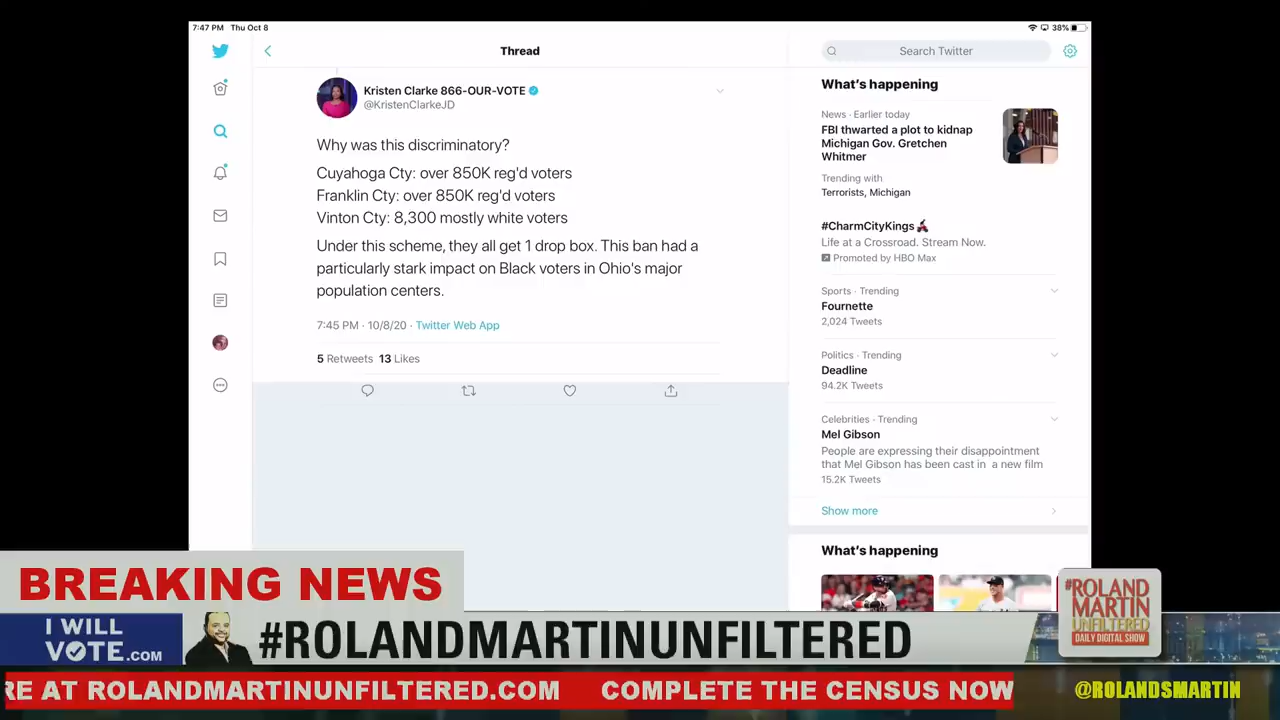 7:47 PM Thu Oct 8
38%
Thread
Search Twitter
Kristen Clarke 866-OUR-VOTE
@KristenClarkeJD
Why was this discriminatory?
Cuyahoga Cty: over 850K reg'd voters
Franklin Cty: over 850K reg'd voters
Vinton Cty: 8,300 mostly white voters
Under this scheme, they all get 1 drop box. This ban had a
particularly stark impact on Black voters in Ohio's major
population centers.
7:45 PM · 10/8/20 · Twitter Web App
5 Retweets 13 Likes
What's happening
News · Earlier today
FBI thwarted a plot to kidnap
Michigan Gov. Gretchen
Whitmer
Trending with
Terrorists, Michigan
#CharmCityKings
Life at a Crossroad. Stream Now.
Promoted by HBO Max
Sports · Trending
Fournette
2,024 Tweets
Politics · Trending
Deadline
94.2K Tweets
Celebrities · Trending
Mel Gibson
People are expressing their disappointment
that Mel Gibson has been cast in a new film
15.2K Tweets
Show more
What's happening
BREAKING NEWS
I WILL
VOTE.COM
#ROLANDMARTINUNFILTERED
#ROLAND
MARTIN
UNFILTERED
DAILY DIGITAL SHOW
RE AT ROLANDMARTINUNFILTERED.COM COMPLETE THE CENSUS NOW
@ROLANDSMARTIN